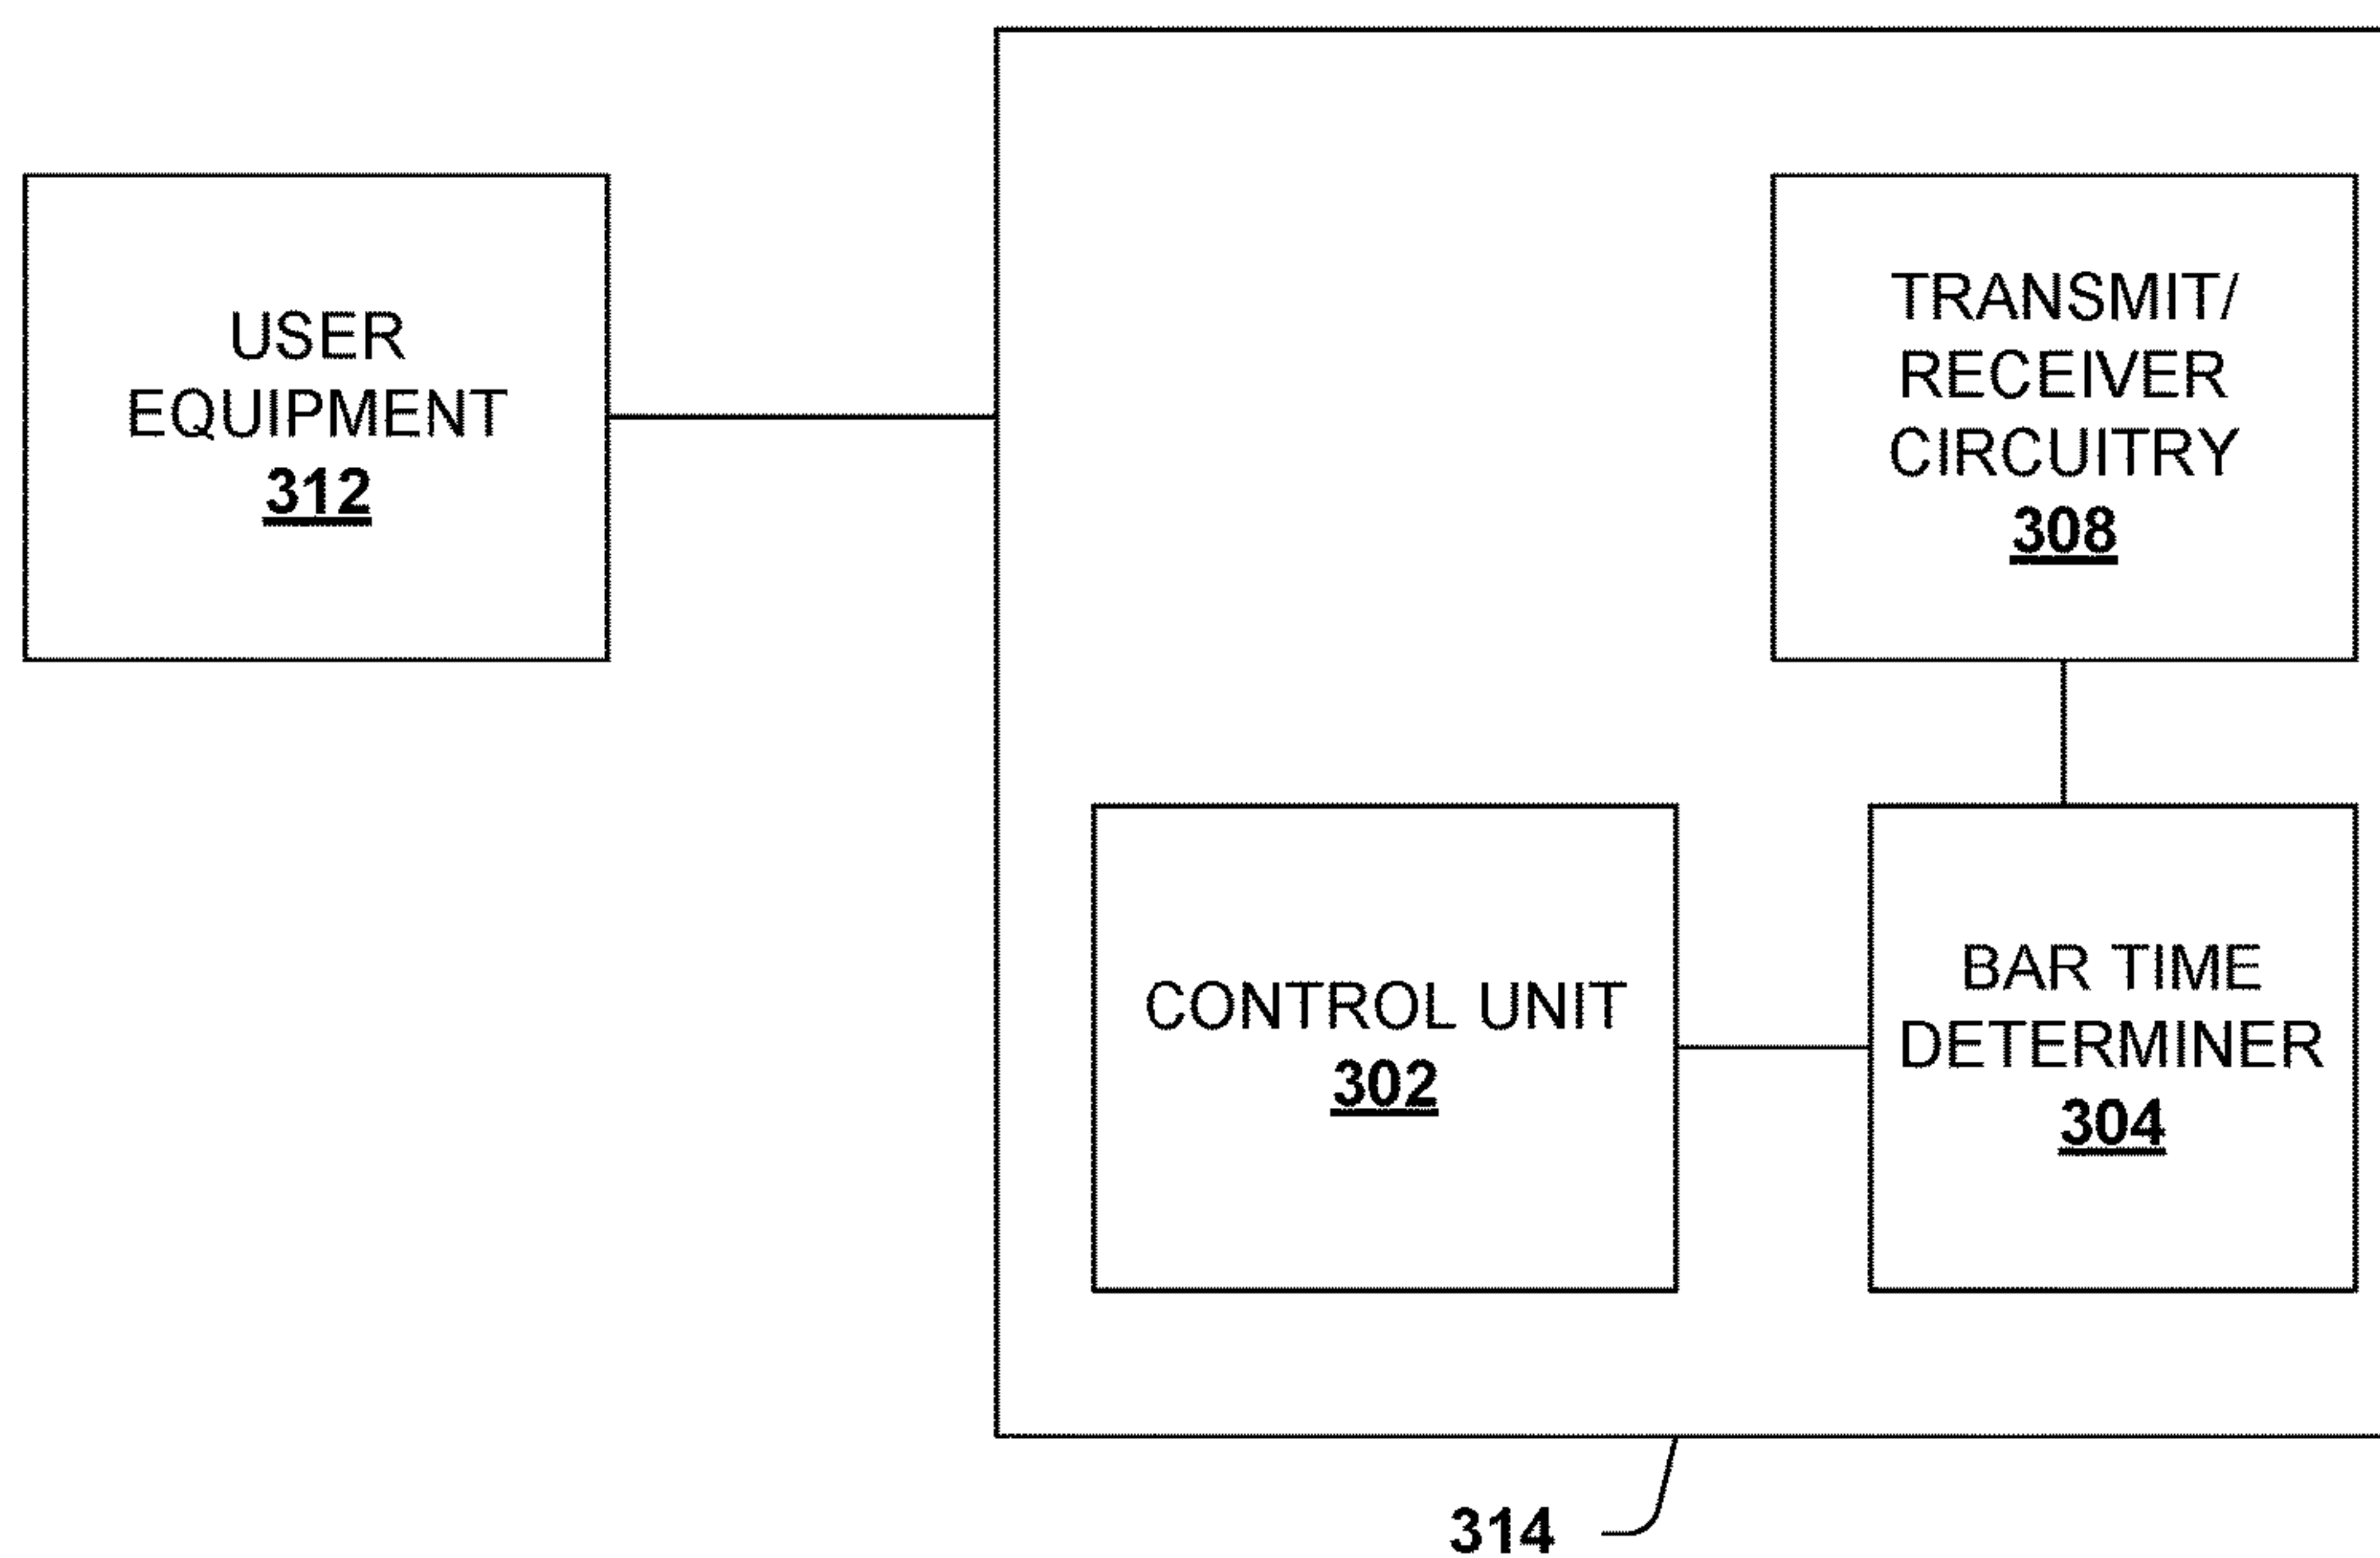 USER
EQUIPMENT
312
TRANSMIT/
RECEIVER
CIRCUITRY
308
CONTROL UNIT
302
BAR TIME
DETERMINER
304
314